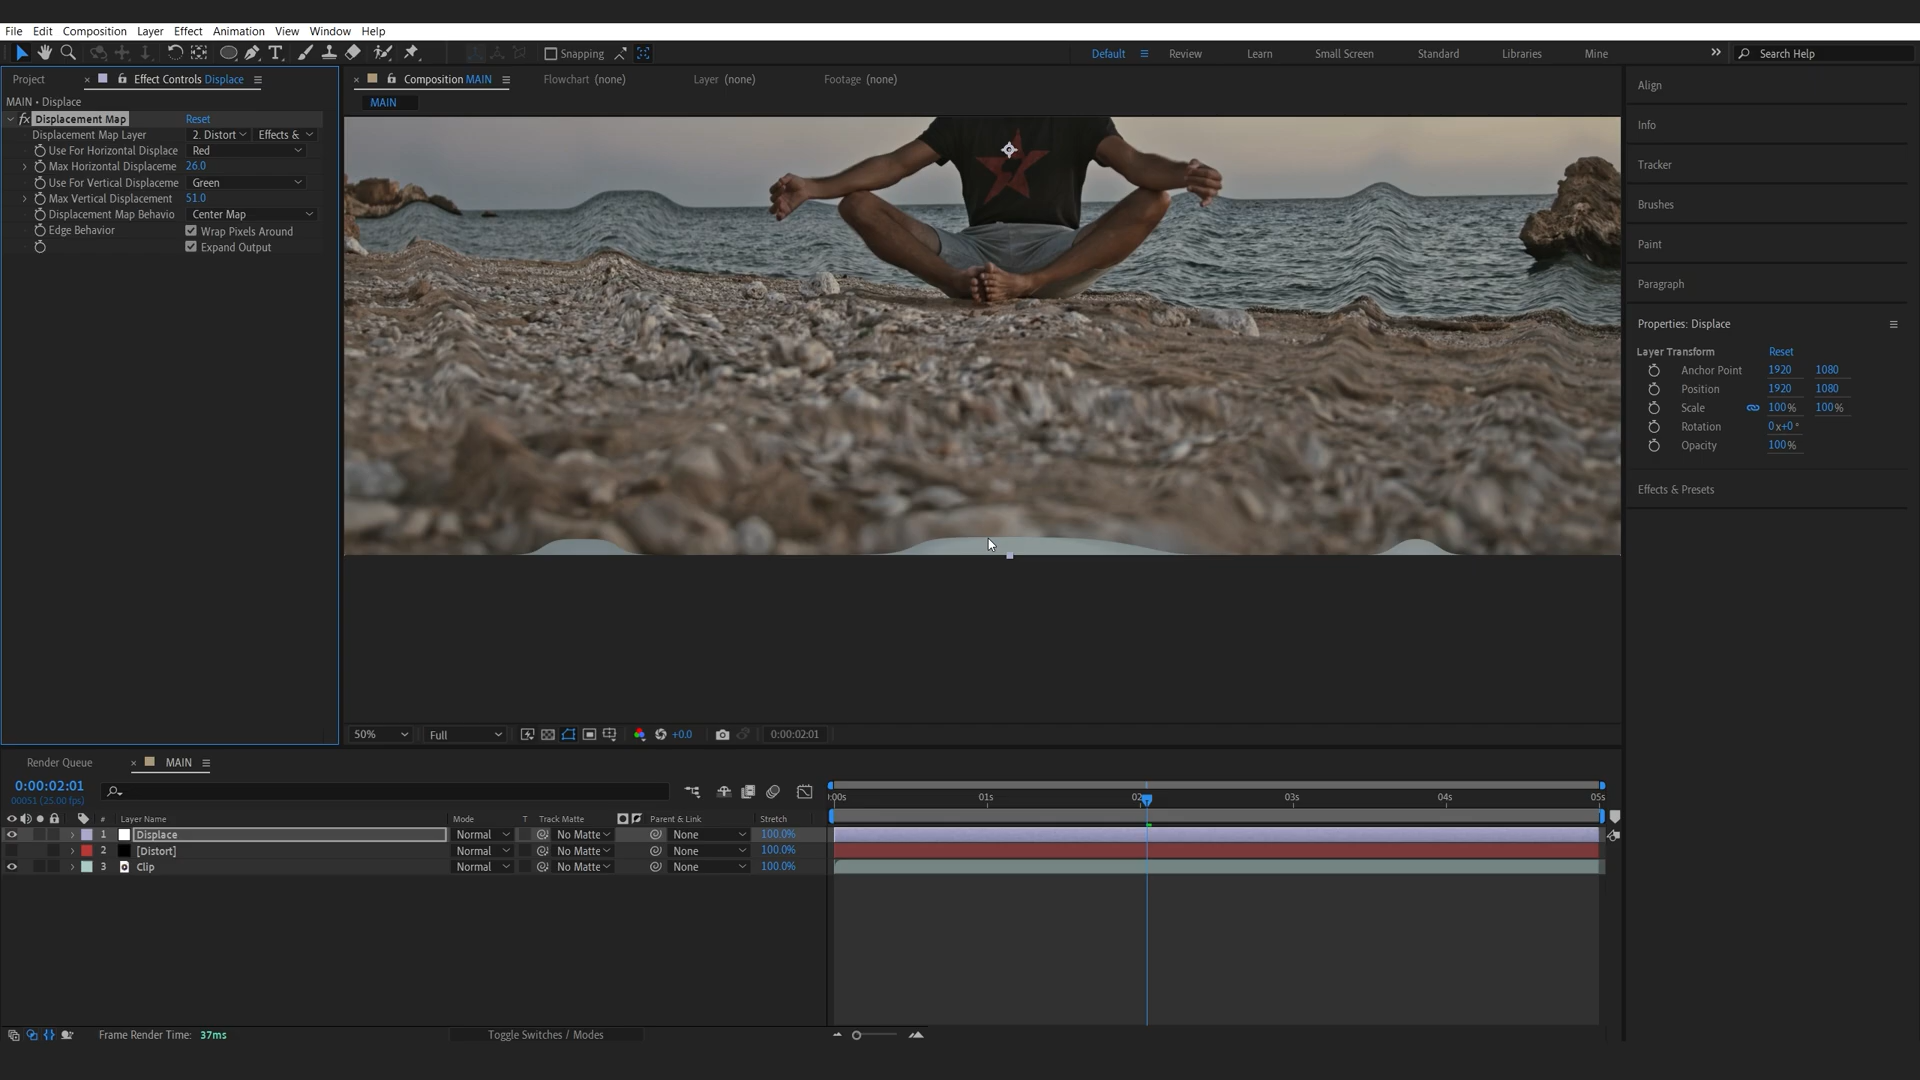 File Edit Composition Layer Effect Animation View Window Help
Snapping Default Review Learn Small Screen Standard Libraries Mine Search Help
Project Effect Controls Displace Composition MAIN Flowchart (none) Layer (none) Footage (none)
MAIN • Displace
MAIN
fx Displacement Map Reset
Displacement Map Layer 2. Distort Effects &
Use For Horizontal Displace Red
Max Horizontal Displaceme 26.0
Use For Vertical Displaceme Green
Max Vertical Displacement 51.0
Displacement Map Behavio Center Map
Edge Behavior Wrap Pixels Around
Expand Output
Align
Info
Tracker
Brushes
Paint
Paragraph
Properties: Displace
Layer Transform Reset
Anchor Point 1920 1080
Position 1920 1080
Scale 100% 100%
Rotation 0x+0°
Opacity 100%
Effects & Presets
50% Full +0.0 0:00:02:01
Render Queue MAIN
0:00:02:01
00051 (25.00 fps)
:00s 01s 02 03s 04s 05s
# Layer Name Mode T Track Matte Parent & Link Stretch
1 Displace Normal No Matte None 100.0%
2 [Distort] Normal No Matte None 100.0%
3 Clip Normal No Matte None 100.0%
Frame Render Time: 37ms Toggle Switches / Modes